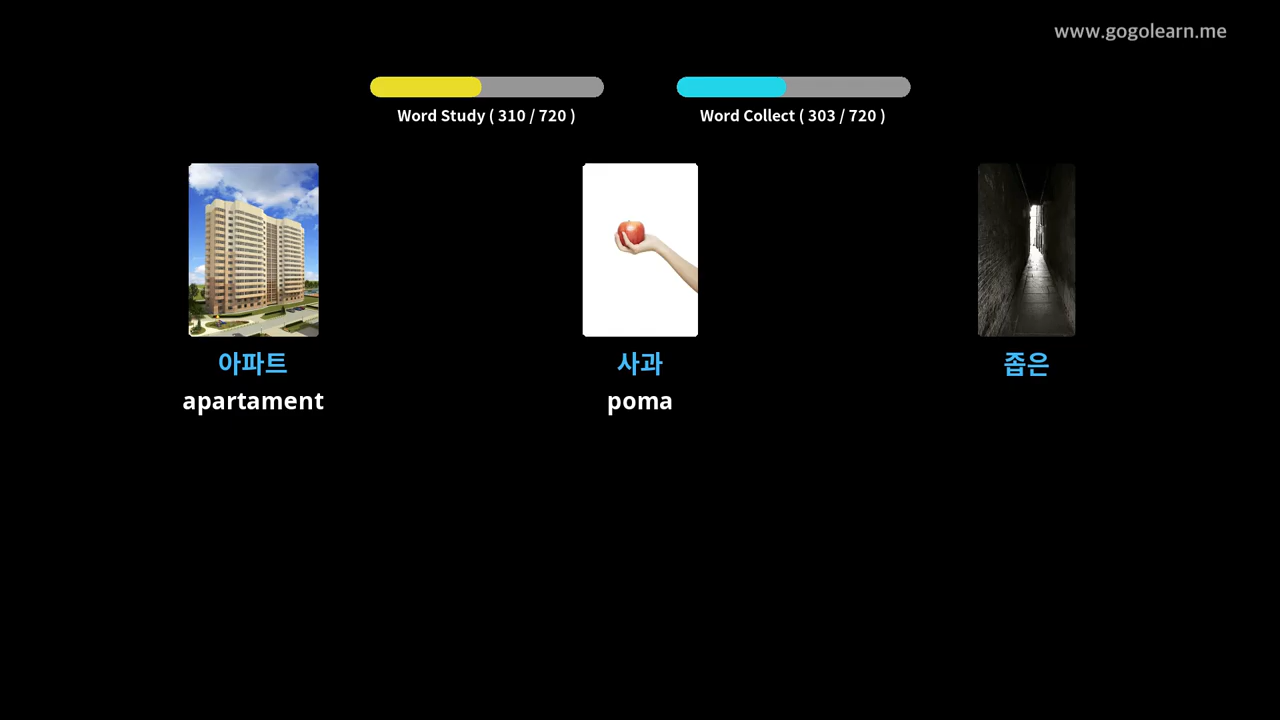 www.gogolearn.me
Word Study ( 310 / 720 )
Word Collect ( 303 / 720 )
아파트
사과
좁은
apartament
poma